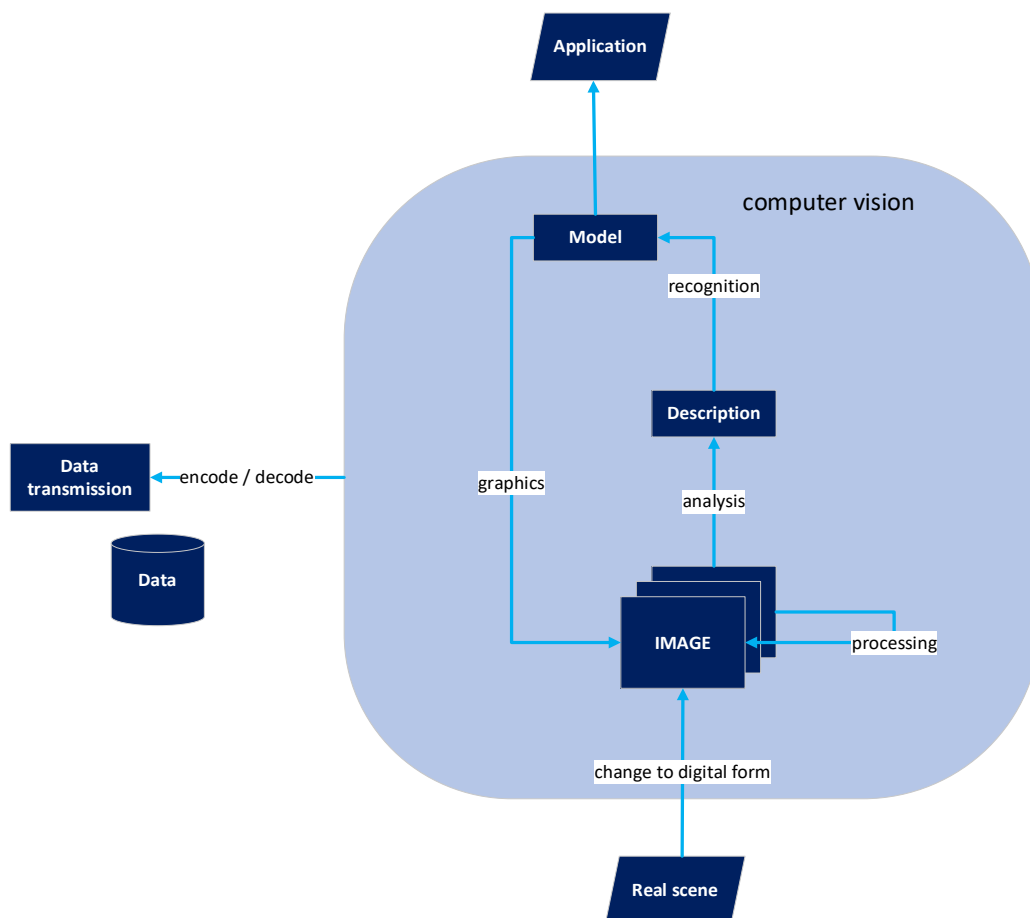 Application
computer vision
Model
recognition
Description
Data
transmission
encode / decode
graphics
analysis
Data
IMAGE
processing
change to digital form
Real scene